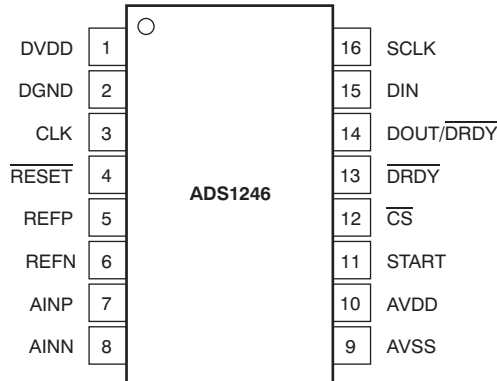 DVDD 1 16 SCLK
DGND 2 15 DIN
CLK 3 14 DOUT/DRDY
RESET 4 13 DRDY
ADS1246
REFP 5 12 CS
REFN 6 11 START
AINP 7 10 AVDD
AINN 8 9 AVSS